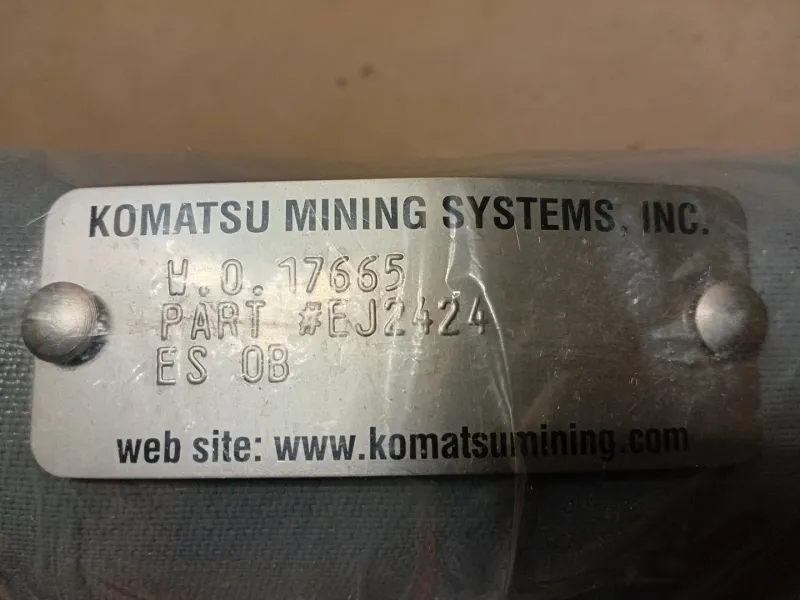 KOMATSU MINING SYSTEMS, INC.
W.O. 17665
PART #EJ2424
ES 0B
web site: www.komatsumining.com